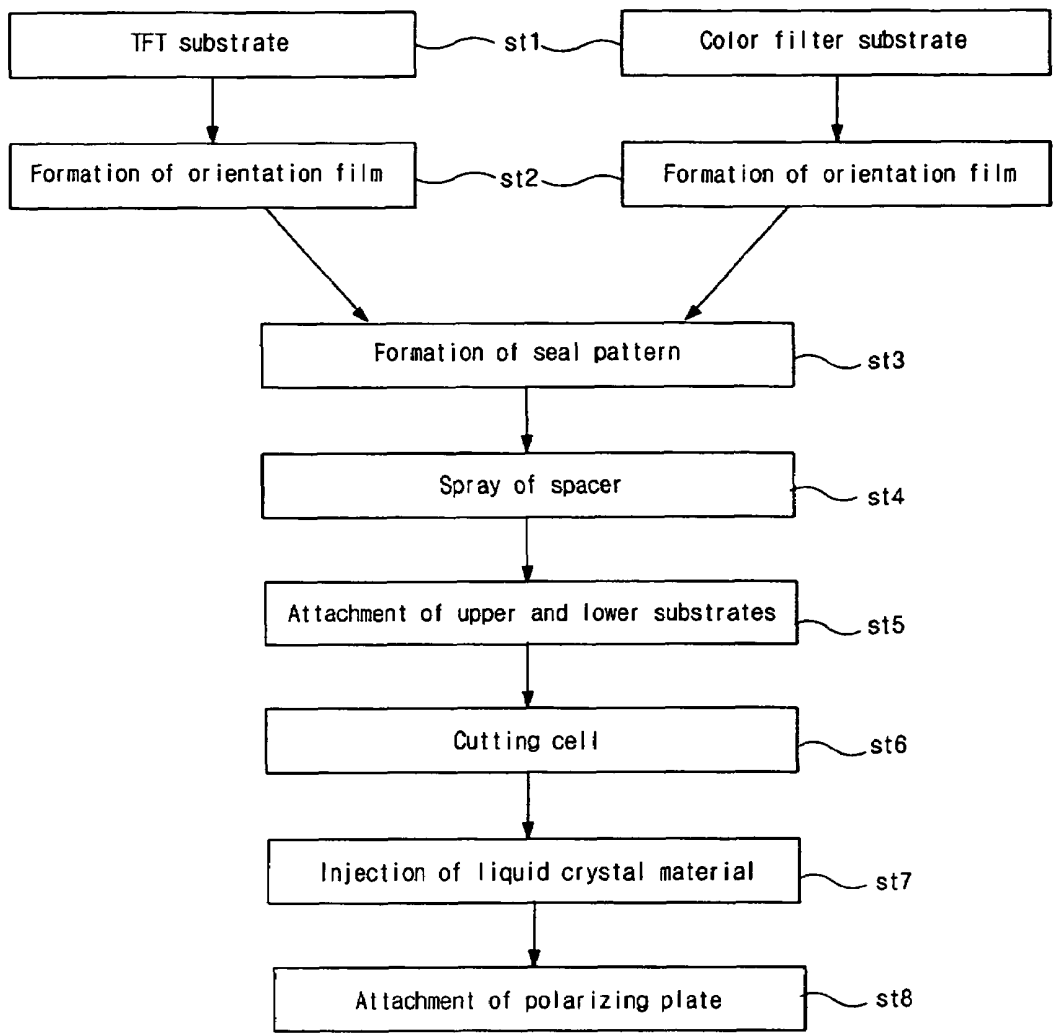 TFT substrate
st1
Color filter substrate
Formation of orientation film
st2
Formation of orientation film
Formation of seal pattern
st3
Spray of spacer
st4
Attachment of upper and lower substrates
st5
Cutting cell
st6
Injection of liquid crystal material
st7
Attachment of polarizing plate
st8